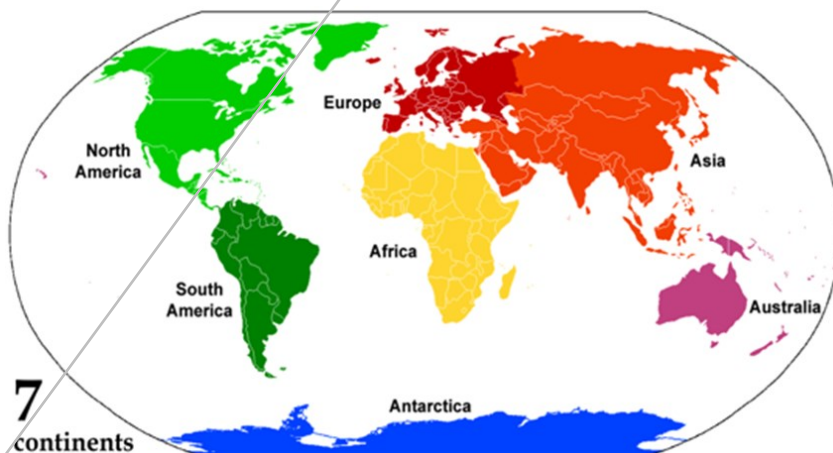 Europe
North
America
Asia
Africa
South
America
Australia
Antarctica
7
continents